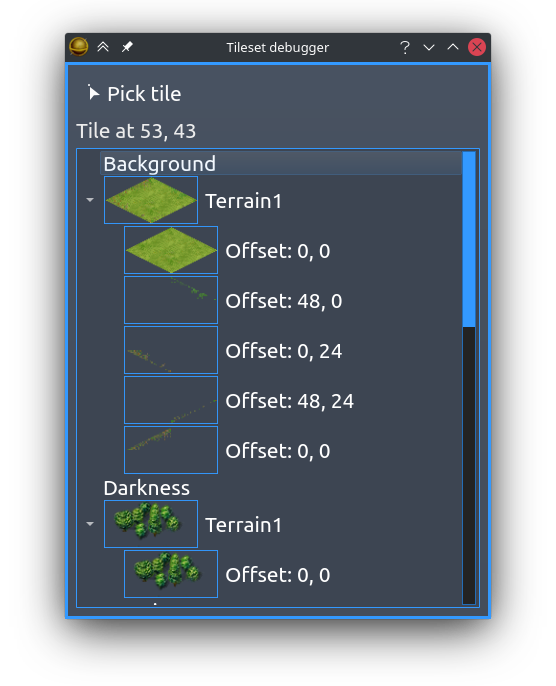 Tileset debugger
Pick tile
Tile at 53, 43
Background
Terrain1
Offset: 0, 0
Offset: 48, 0
Offset: 0, 24
Offset: 48, 24
Offset: 0, 0
Darkness
Terrain1
Offset: 0, 0